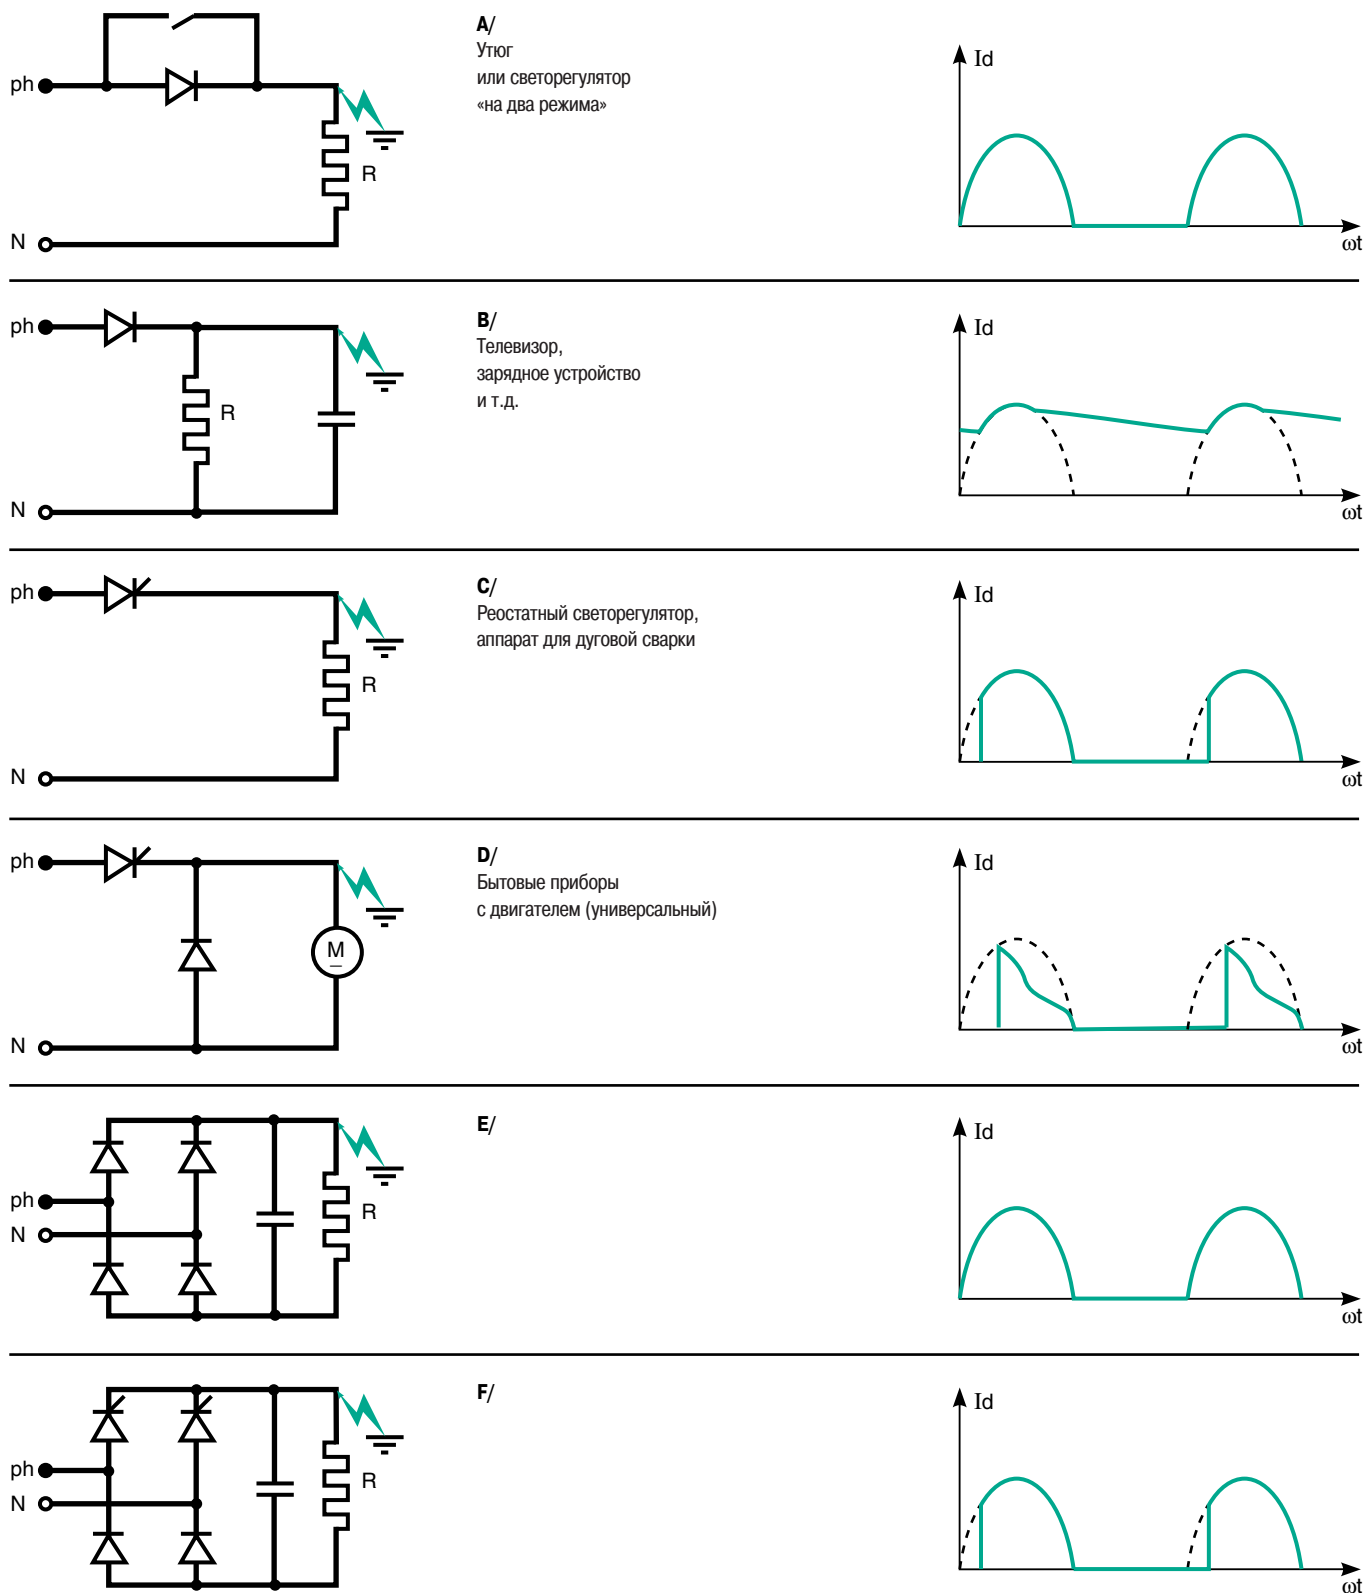 A/
Утюг
или светорегулятор
«на два режима»
ph
R
N
Id
ωt
B/
Телевизор,
зарядное устройство
и т.д.
ph
R
N
Id
ωt
C/
Реостатный светорегулятор,
аппарат для дуговой сварки
ph
R
N
Id
ωt
D/
Бытовые приборы
с двигателем (универсальный)
ph
M
N
Id
ωt
E/
ph
N
R
Id
ωt
F/
ph
N
R
Id
ωt